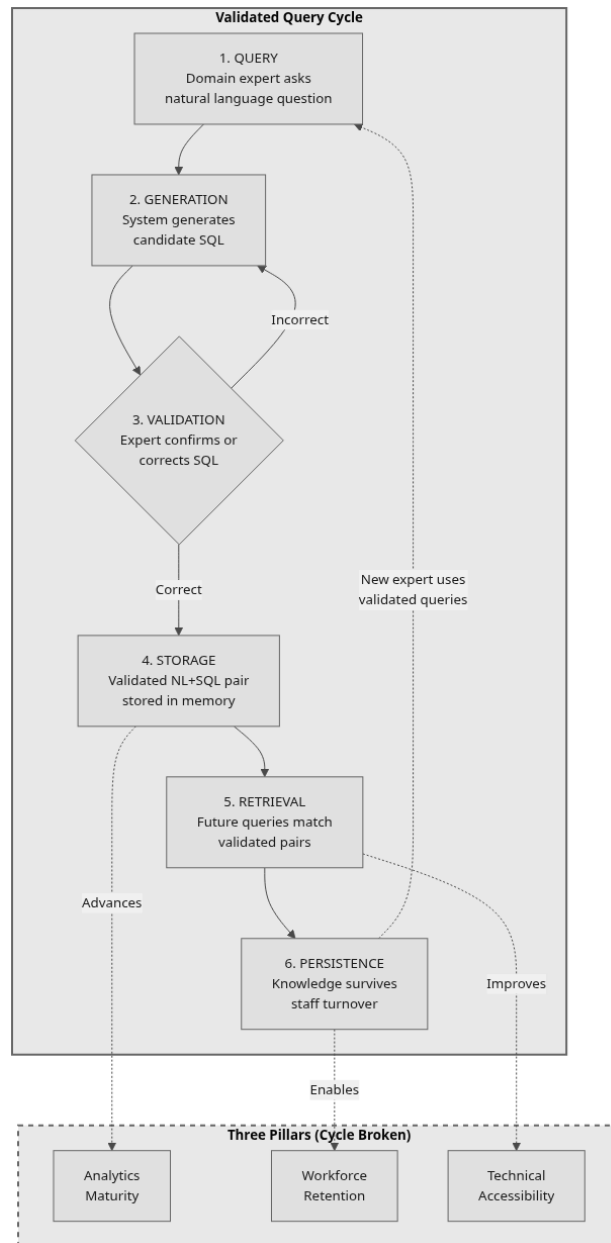 Validated Query Cycle
1. QUERY
Domain expert asks
natural language question
2. GENERATION
System generates
candidate SQL
Incorrect
3. VALIDATION
Expert confirms or
corrects SQL
Correct
New expert uses
validated queries
4. STORAGE
Validated NL+SQL pair
stored in memory
5. RETRIEVAL
Future queries match
validated pairs
Advances
6. PERSISTENCE
Knowledge survives
staff turnover
Improves
Enables
Three Pillars (Cycle Broken)
Analytics
Maturity
Workforce
Retention
Technical
Accessibility